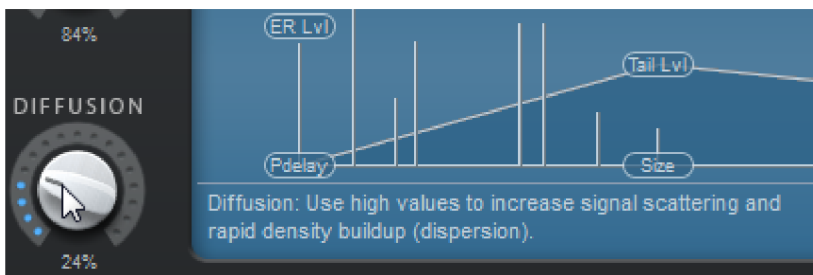 84%
ER Lvl
Tail Lvl
DIFFUSION
Pdelay
Size
Diffusion: Use high values to increase signal scattering and
rapid density buildup (dispersion).
24%